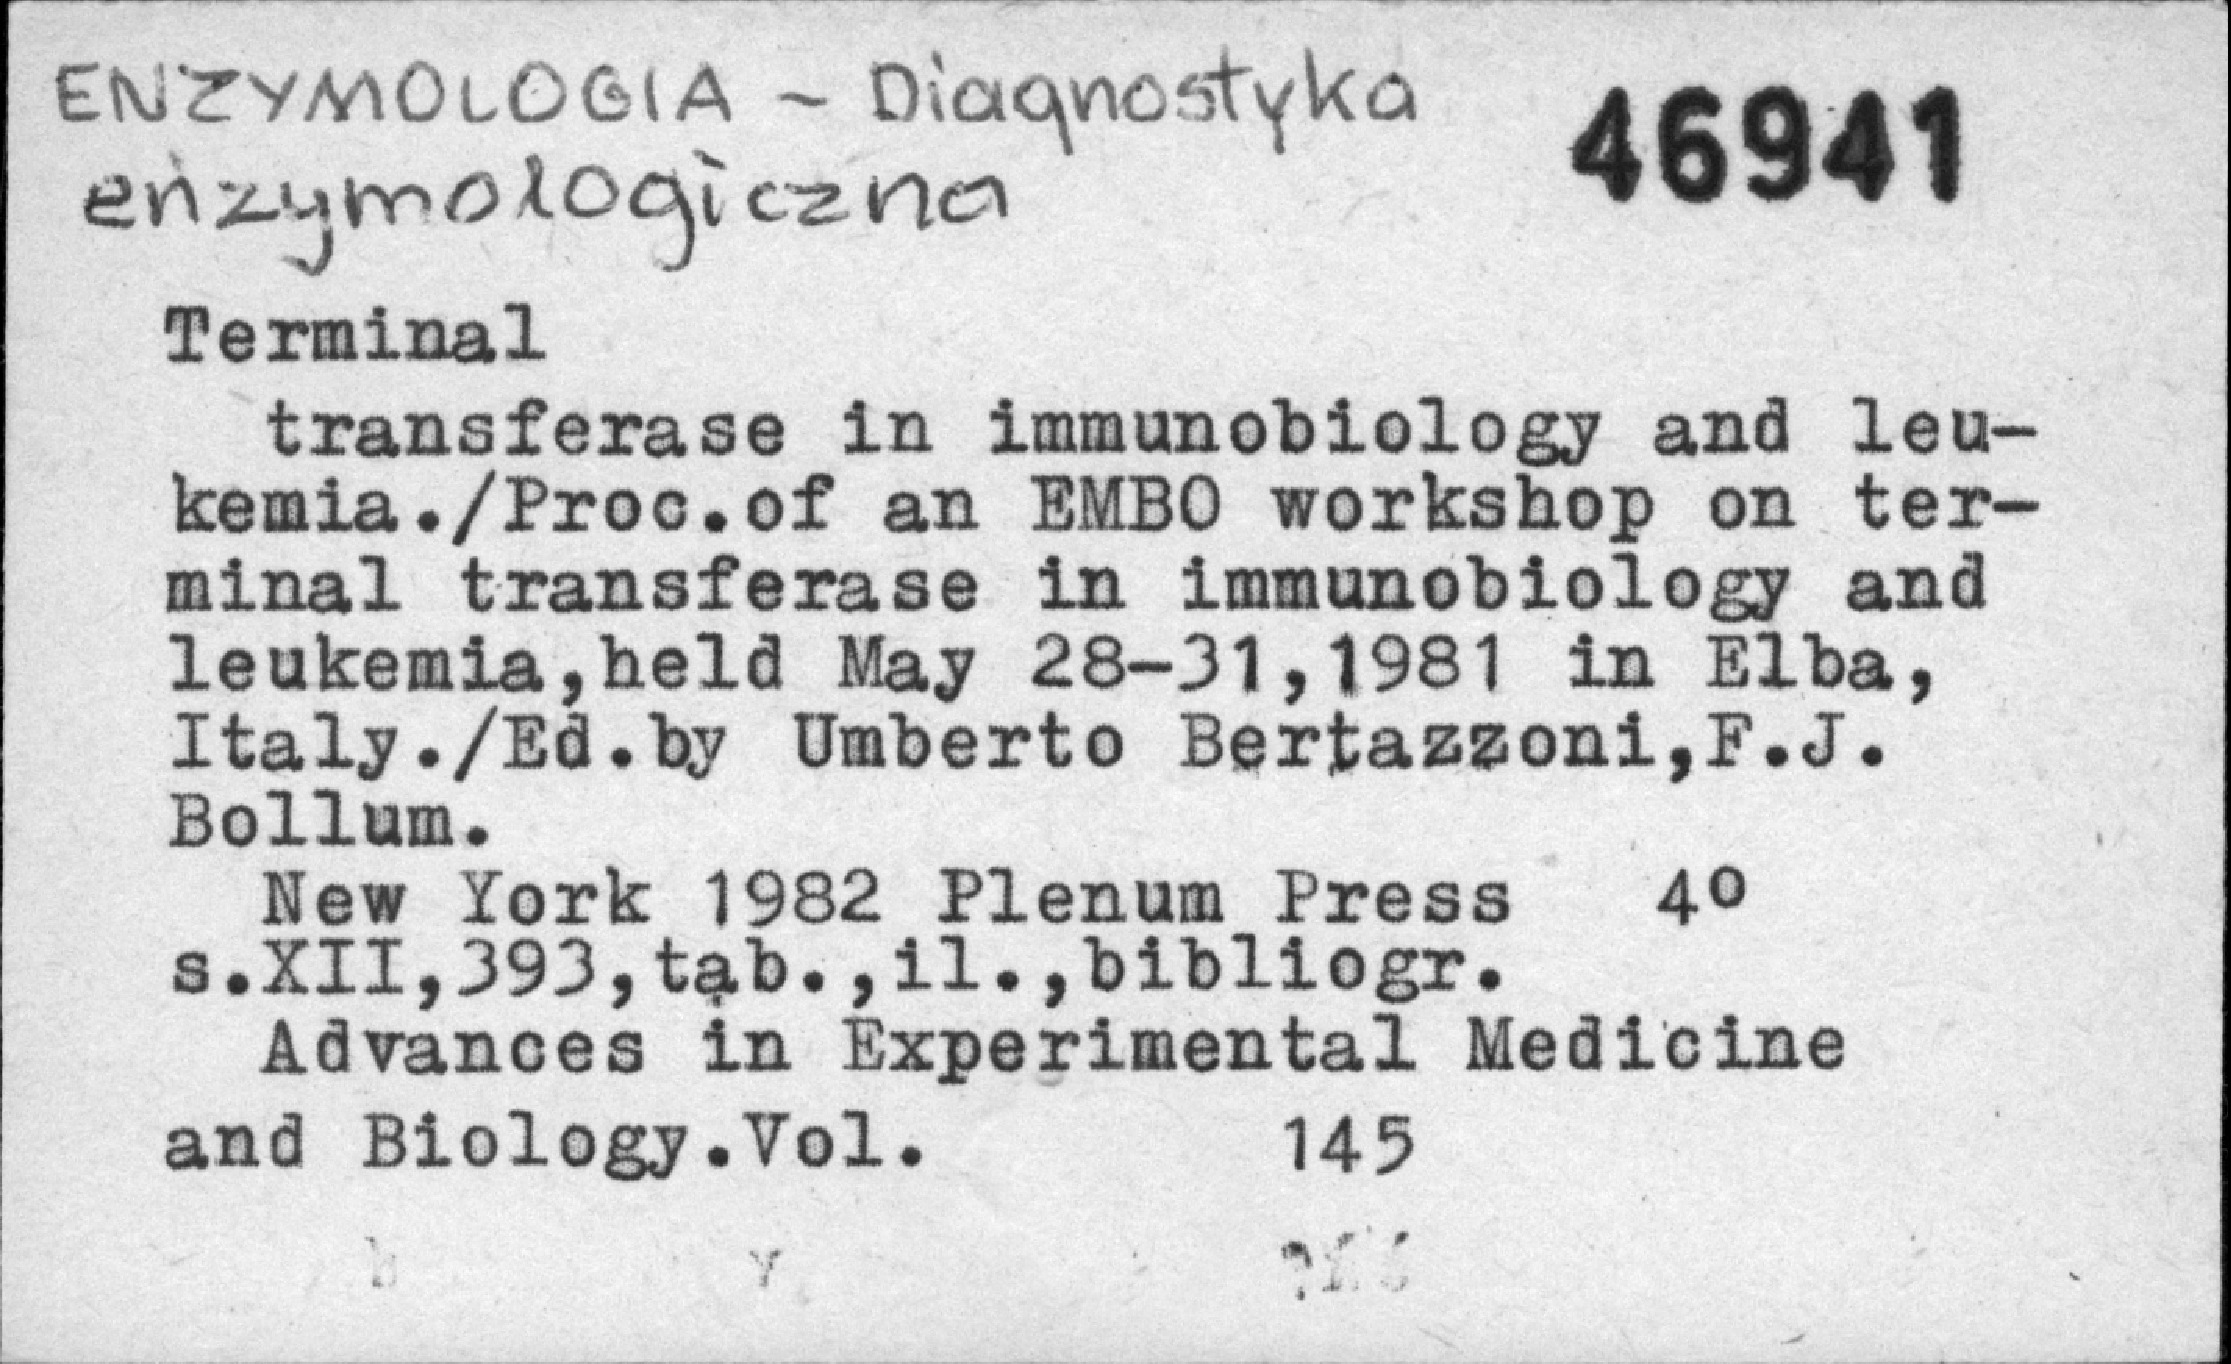 ENZYMOLOGIA - Diagnostyka
enzymologiczna
46941
Terminal
transferase in immunobiology and leu-
kemia./Proc.of an EMBO workshop on ter-
minal transferase in immunobiology and
leukemia,held May 28-31,1981 in Elba,
Italy./Ed.by Umberto Bertazzoni,F.J.
Bollum.
New York 1982 Plenum Press 4º
s.XII,393,tab.,il.,bibliogr.
Advances in Experimental Medicine
and Biology.Vol. 145